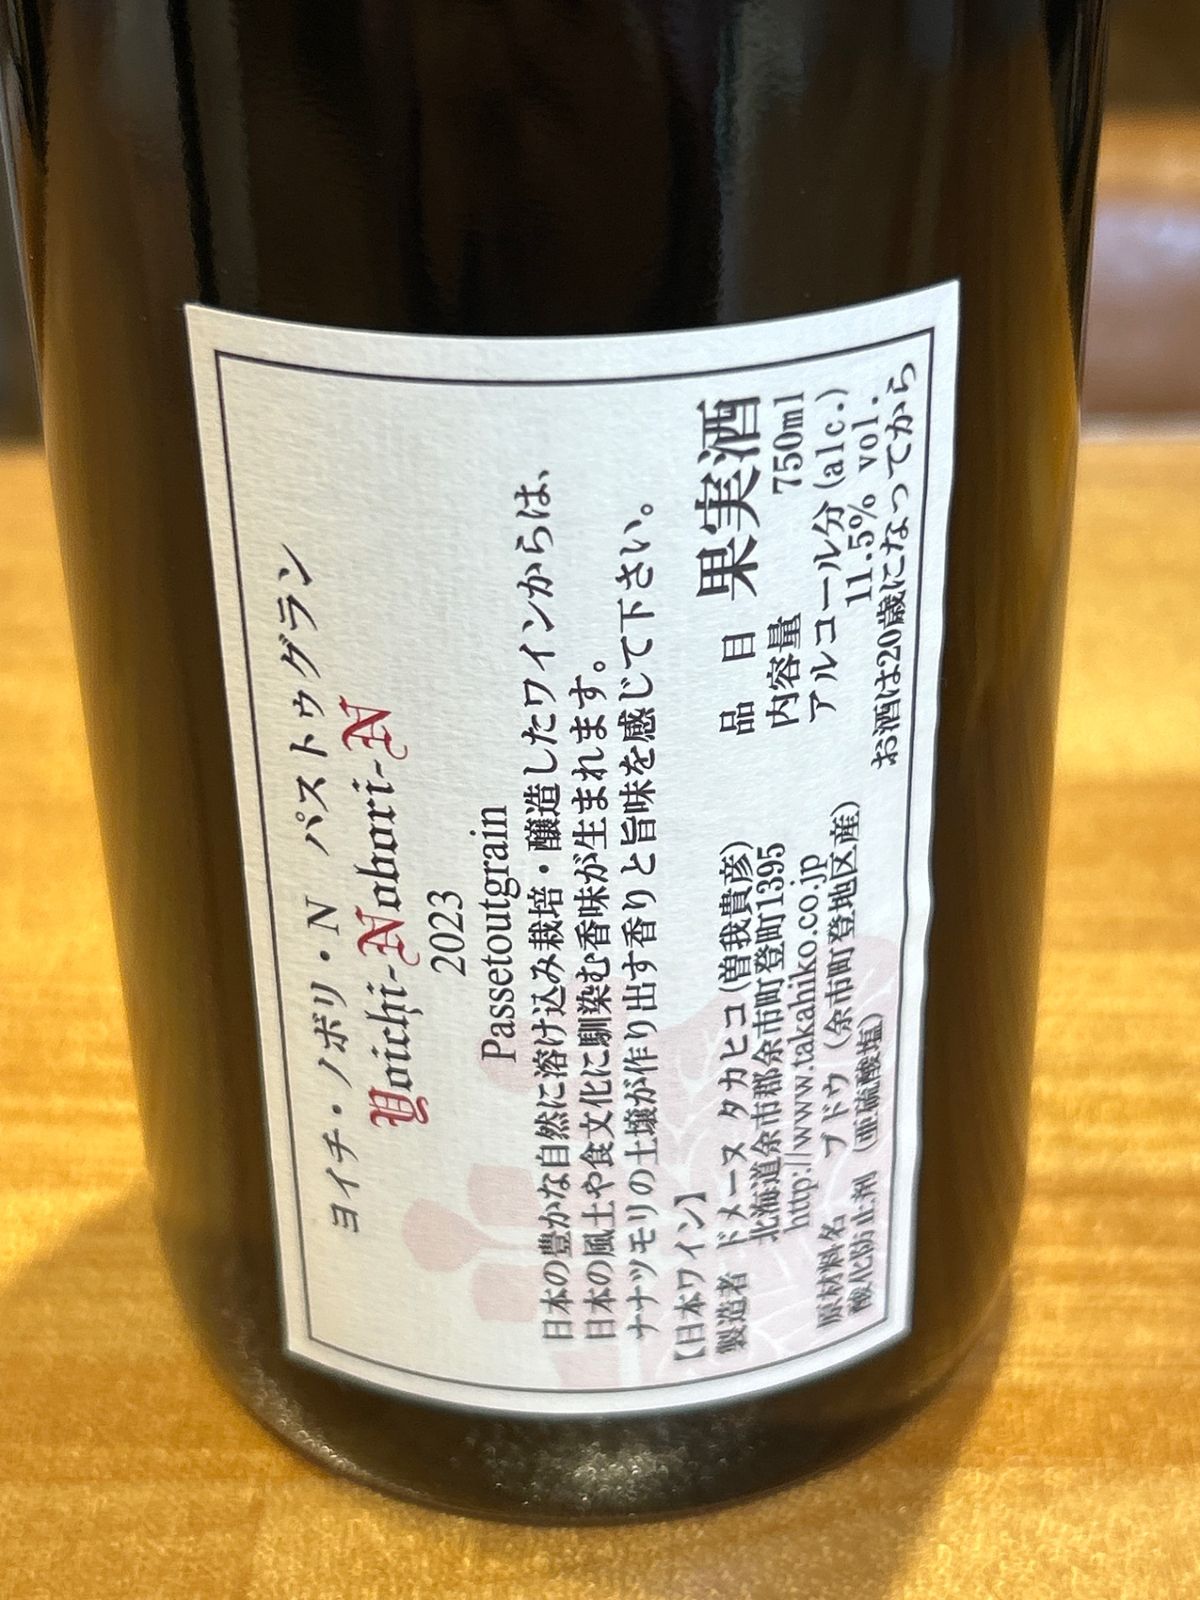 ヨイチ・ノボリ・N パストゥグラン
Yoichi-Nobori-N
2023
Passetoutgrain
日本の豊かな自然に溶け込み栽培・醸造したワインからは、
日本の風土や食文化に馴染む香味が生まれます。
ナナツモリの土壌が作り出す香りと旨味を感じて下さい。
【日本ワイン】
製造者 ドメーヌ タカヒコ(曽我貴彦)
北海道余市郡余市町登町1395
http://www.takahiko.co.jp
原材料名 ブドウ (余市町登地区産)
酸化防止剤 (亜硫酸塩)
品目 果実酒
内容量 750ml
アルコール分(alc.)
11.5% vol.
お酒は20歳になってから